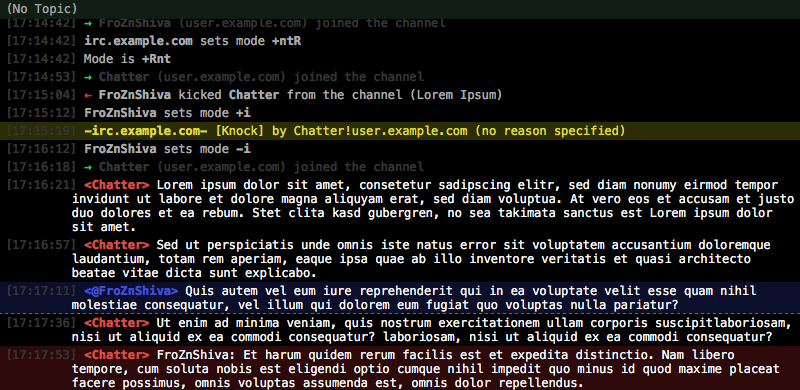 (No Topic)
[17:14:42] → FroZnShiva (user.example.com) joined the channel
[17:14:42] irc.example.com sets mode +ntR
[17:14:42] Mode is +Rnt
[17:14:53] → Chatter (user.example.com) joined the channel
[17:15:04] ← FroZnShiva kicked Chatter from the channel (Lorem Ipsum)
[17:15:12] FroZnShiva sets mode +i
[17:15:19] -irc.example.com- [Knock] by Chatter!user.example.com (no reason specified)
[17:16:12] FroZnShiva sets mode -i
[17:16:18] → Chatter (user.example.com) joined the channel
[17:16:21] <Chatter> Lorem ipsum dolor sit amet, consetetur sadipscing elitr, sed diam nonumy eirmod tempor
invidunt ut labore et dolore magna aliquyam erat, sed diam voluptua. At vero eos et accusam et justo
duo dolores et ea rebum. Stet clita kasd gubergren, no sea takimata sanctus est Lorem ipsum dolor
sit amet.
[17:16:57] <Chatter> Sed ut perspiciatis unde omnis iste natus error sit voluptatem accusantium doloremque
laudantium, totam rem aperiam, eaque ipsa quae ab illo inventore veritatis et quasi architecto
beatae vitae dicta sunt explicabo.
[17:17:11] <@FroZnShiva> Quis autem vel eum iure reprehenderit qui in ea voluptate velit esse quam nihil
molestiae consequatur, vel illum qui dolorem eum fugiat quo voluptas nulla pariatur?
[17:17:36] <Chatter> Ut enim ad minima veniam, quis nostrum exercitationem ullam corporis suscipitlaboriosam,
nisi ut aliquid ex ea commodi consequatur? laboriosam, nisi ut aliquid ex ea commodi consequatur?
[17:17:53] <Chatter> FroZnShiva: Et harum quidem rerum facilis est et expedita distinctio. Nam libero
tempore, cum soluta nobis est eligendi optio cumque nihil impedit quo minus id quod maxime placeat
facere possimus, omnis voluptas assumenda est, omnis dolor repellendus.